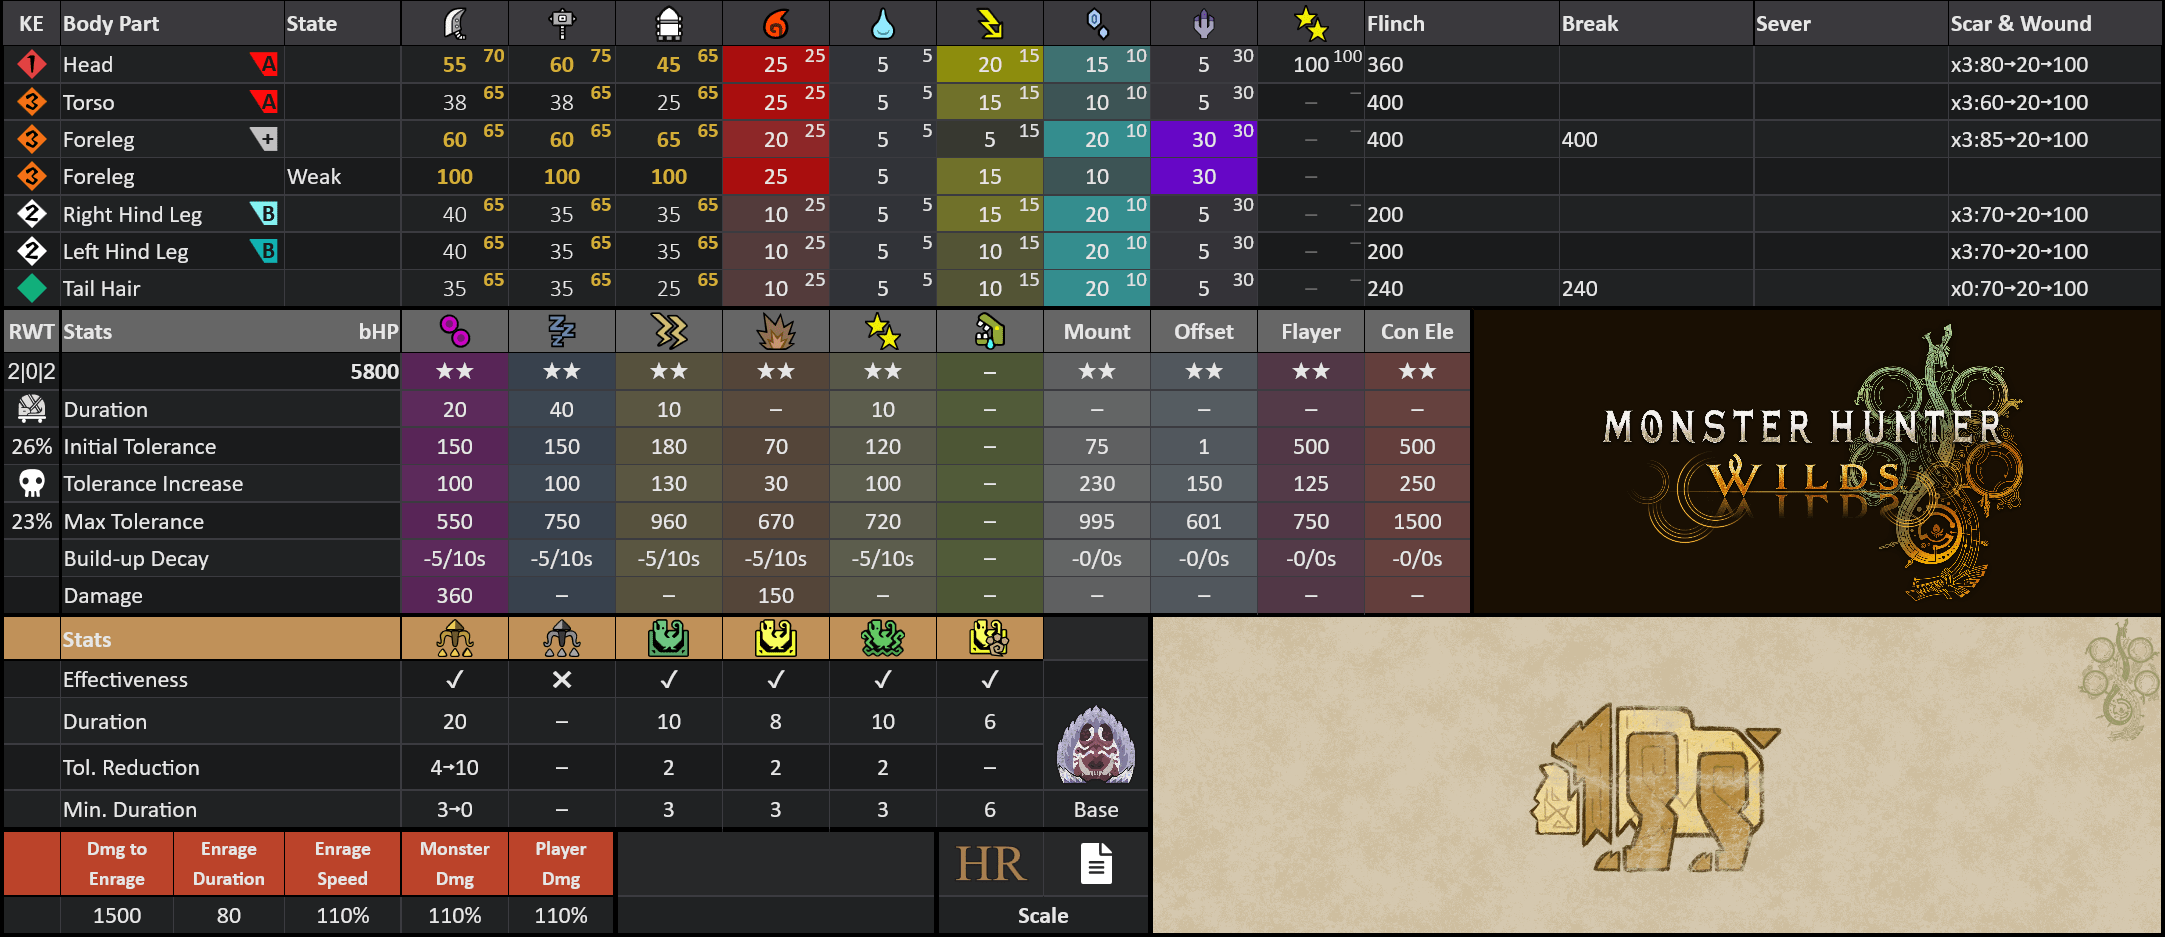 KE Body Part State Flinch Break Sever Scar & Wound
1 Head A 55 70 60 75 45 65 25 25 5 5 20 15 15 10 5 30 100 100 360 x3:80→20→100
3 Torso A 38 65 38 65 25 65 25 25 5 5 15 15 10 10 5 30 – – 400 x3:60→20→100
3 Foreleg + 60 65 60 65 65 65 20 25 5 5 5 15 20 10 30 30 – – 400 400 x3:85→20→100
3 Foreleg Weak 100 100 100 25 5 15 10 30 –
2 Right Hind Leg B 40 65 35 65 35 65 10 25 5 5 15 15 20 10 5 30 – – 200 x3:70→20→100
2 Left Hind Leg B 40 65 35 65 35 65 10 25 5 5 10 15 20 10 5 30 – – 200 x3:70→20→100
Tail Hair 35 65 35 65 25 65 10 25 5 5 10 15 20 10 5 30 – – 240 240 x0:70→20→100
RWT Stats bHP Mount Offset Flayer Con Ele
2|0|2 5800 ★★ ★★ ★★ ★★ ★★ – ★★ ★★ ★★ ★★
Duration 20 40 10 – 10 – – – – –
26% Initial Tolerance 150 150 180 70 120 – 75 1 500 500
Tolerance Increase 100 100 130 30 100 – 230 150 125 250
23% Max Tolerance 550 750 960 670 720 – 995 601 750 1500
Build-up Decay -5/10s -5/10s -5/10s -5/10s -5/10s – -0/0s -0/0s -0/0s -0/0s
Damage 360 – – 150 – – – – – –
MONSTER HUNTER
WILDS
Stats
Effectiveness ✓ ✕ ✓ ✓ ✓ ✓
Duration 20 – 10 8 10 6
Tol. Reduction 4→10 – 2 2 2 –
Min. Duration 3→0 – 3 3 3 6 Base
Dmg to Enrage Enrage Monster Player
Enrage Duration Speed Dmg Dmg
HR
1500 80 110% 110% 110% Scale